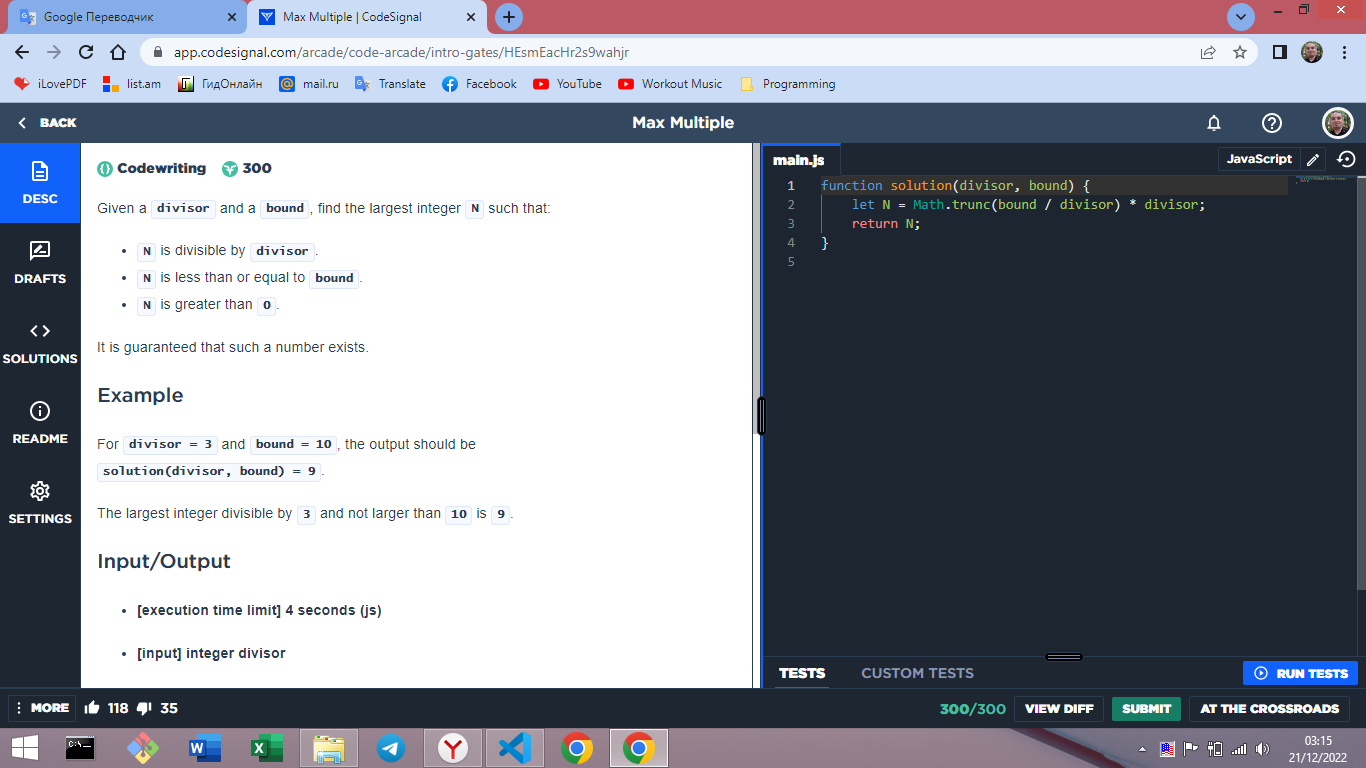 Google Переводчик
Max Multiple | CodeSignal
app.codesignal.com/arcade/code-arcade/intro-gates/HEsmEacHr2s9wahjr
iLovePDF list.am ГидОнлайн mail.ru Translate Facebook YouTube Workout Music Programming
BACK
Max Multiple
DESC
DRAFTS
SOLUTIONS
README
SETTINGS
Codewriting 300
Given a divisor and a bound, find the largest integer N such that:
• N is divisible by divisor.
• N is less than or equal to bound.
• N is greater than 0.
It is guaranteed that such a number exists.
Example
For divisor = 3 and bound = 10, the output should be
solution(divisor, bound) = 9.
The largest integer divisible by 3 and not larger than 10 is 9.
Input/Output
• [execution time limit] 4 seconds (js)
• [input] integer divisor
main.js
JavaScript
1 function solution(divisor, bound) {
2 let N = Math.trunc(bound / divisor) * divisor;
3 return N;
4 }
5
TESTS
CUSTOM TESTS
RUN TESTS
MORE 118 35
300/300
VIEW DIFF
SUBMIT
AT THE CROSSROADS
C:\_
W
X
Y
03:15
21/12/2022